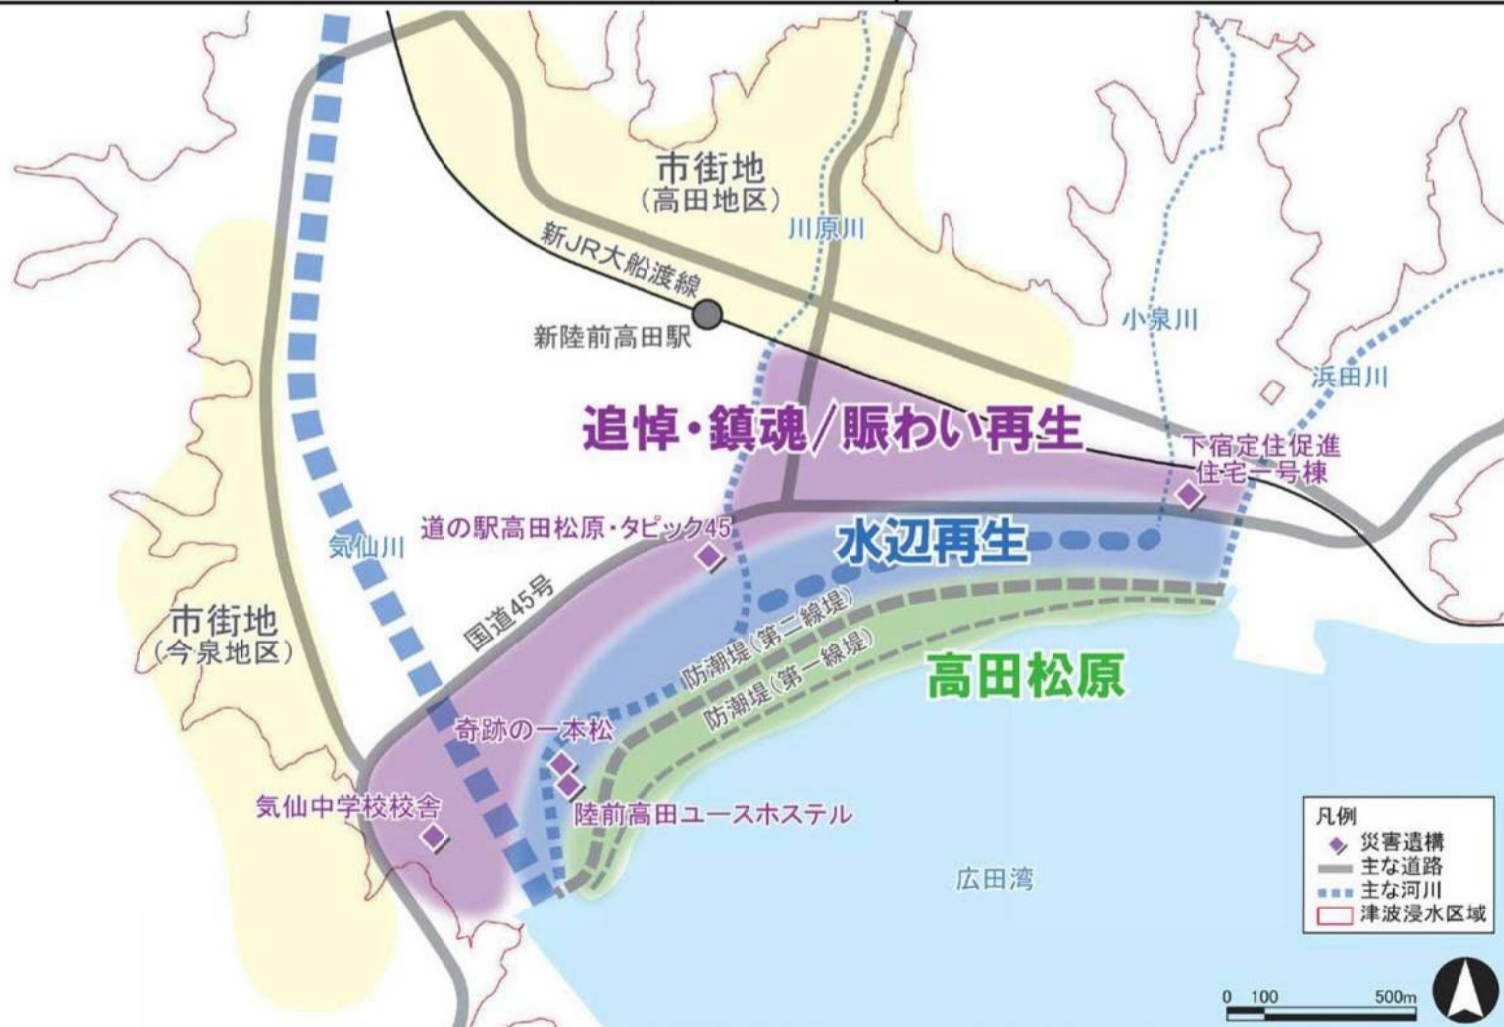 市街地
(高田地区)
川原川
新JR大船渡線
新陸前高田駅
小泉川
浜田川
追悼・鎮魂/賑わい再生
下宿定住促進
住宅一号棟
道の駅高田松原・タピック45
水辺再生
気仙川
国道45号
市街地
(今泉地区)
防潮堤(第二線堤)
防潮堤(第一線堤)
高田松原
奇跡の一本松
気仙中学校校舎
陸前高田ユースホステル
広田湾
凡例
災害遺構
主な道路
主な河川
津波浸水区域
0 100 500m